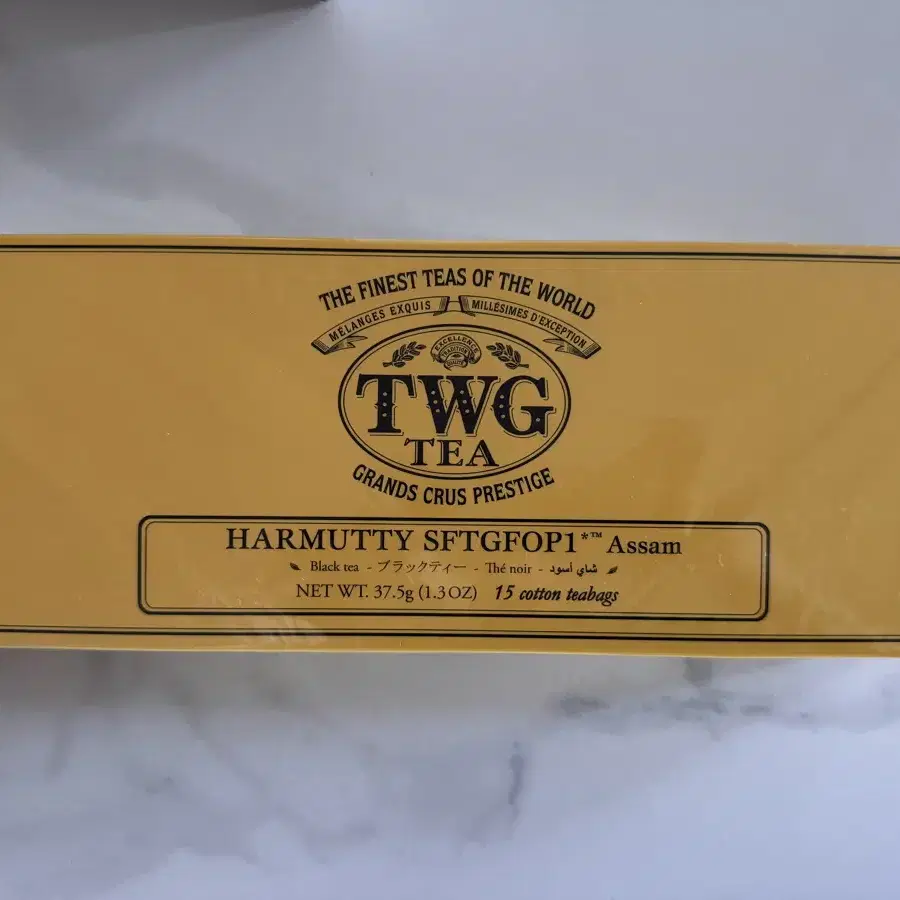 THE FINEST TEAS OF THE WORLD
MÉLANGES EXQUIS MILLÉSIMES D'EXCEPTION
EXCELLENCE
TRADITION
TWG
TEA
GRANDS CRUS PRESTIGE
HARMUTTY SFTGFOP1*™ Assam
Black tea - ブラックティー - Thé noir - شاي أسود
NET WT. 37.5g (1.3 OZ) 15 cotton teabags